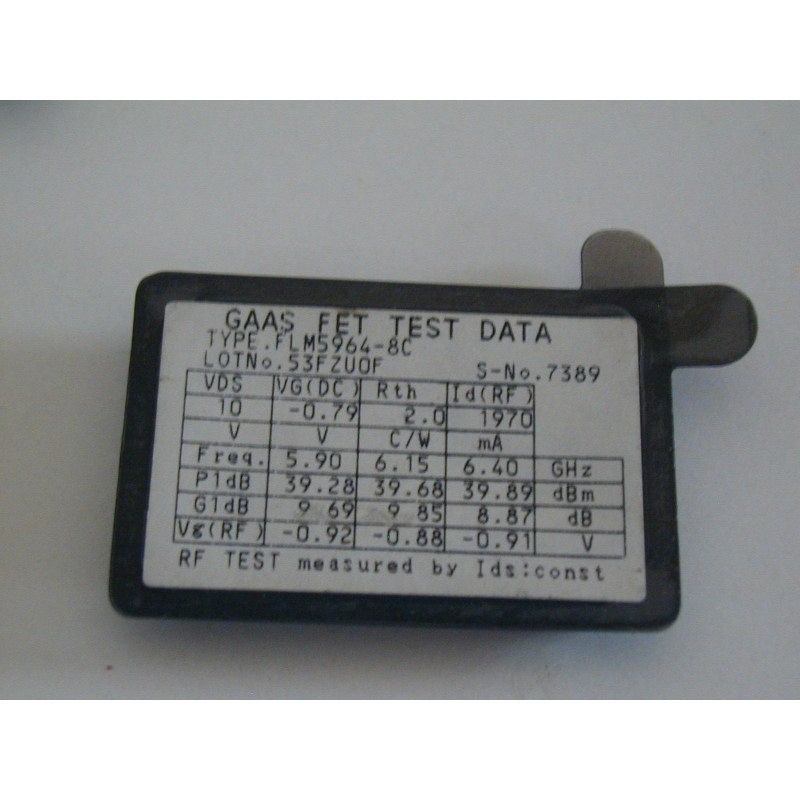 GAAS FET TEST DATA
TYPE.FLM5964-8C
LOTNo.53FZU0F S-No.7389
VDS VG(DC) Rth Id(RF)
10 -0.79 2.0 1970
V V C/W mA
Freq. 5.90 6.15 6.40 GHz
P1dB 39.28 39.68 39.89 dBm
G1dB 9.69 9.85 8.87 dB
Vg(RF) -0.92 -0.88 -0.91 V
RF TEST measured by Ids:const